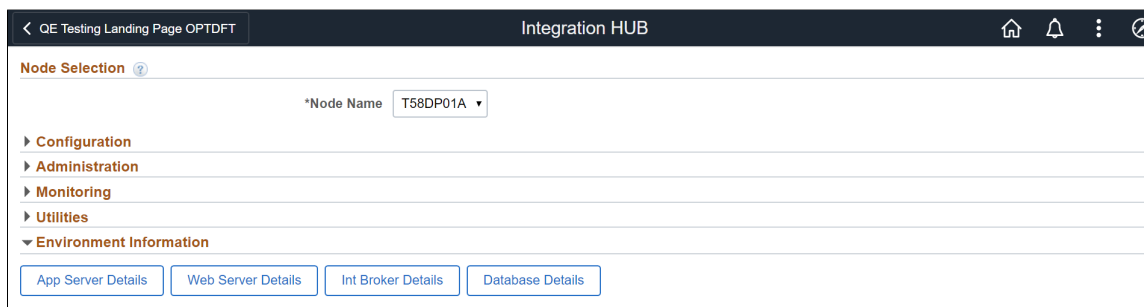 QE Testing Landing Page OPTDFT Integration HUB
Node Selection ?
*Node Name T58DP01A
Configuration
Administration
Monitoring
Utilities
Environment Information
App Server Details Web Server Details Int Broker Details Database Details